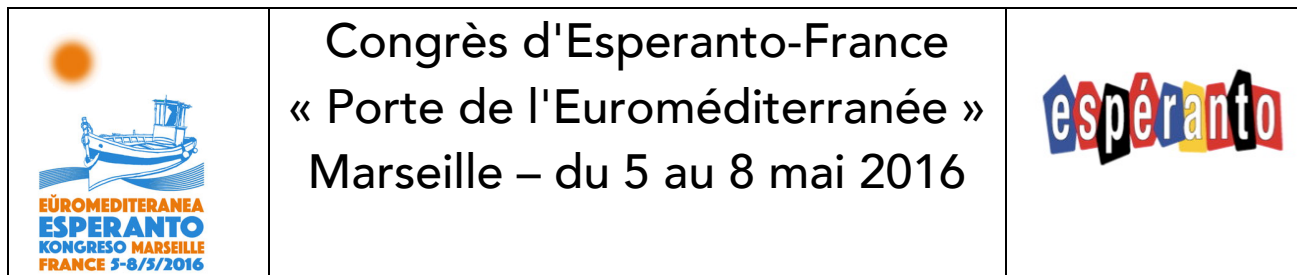 EŬROMEDITERANEA
ESPERANTO
KONGRESO MARSEILLE
FRANCE 5-8/5/2016
Congrès d'Esperanto-France
« Porte de l'Euroméditerranée »
Marseille – du 5 au 8 mai 2016
espéranto